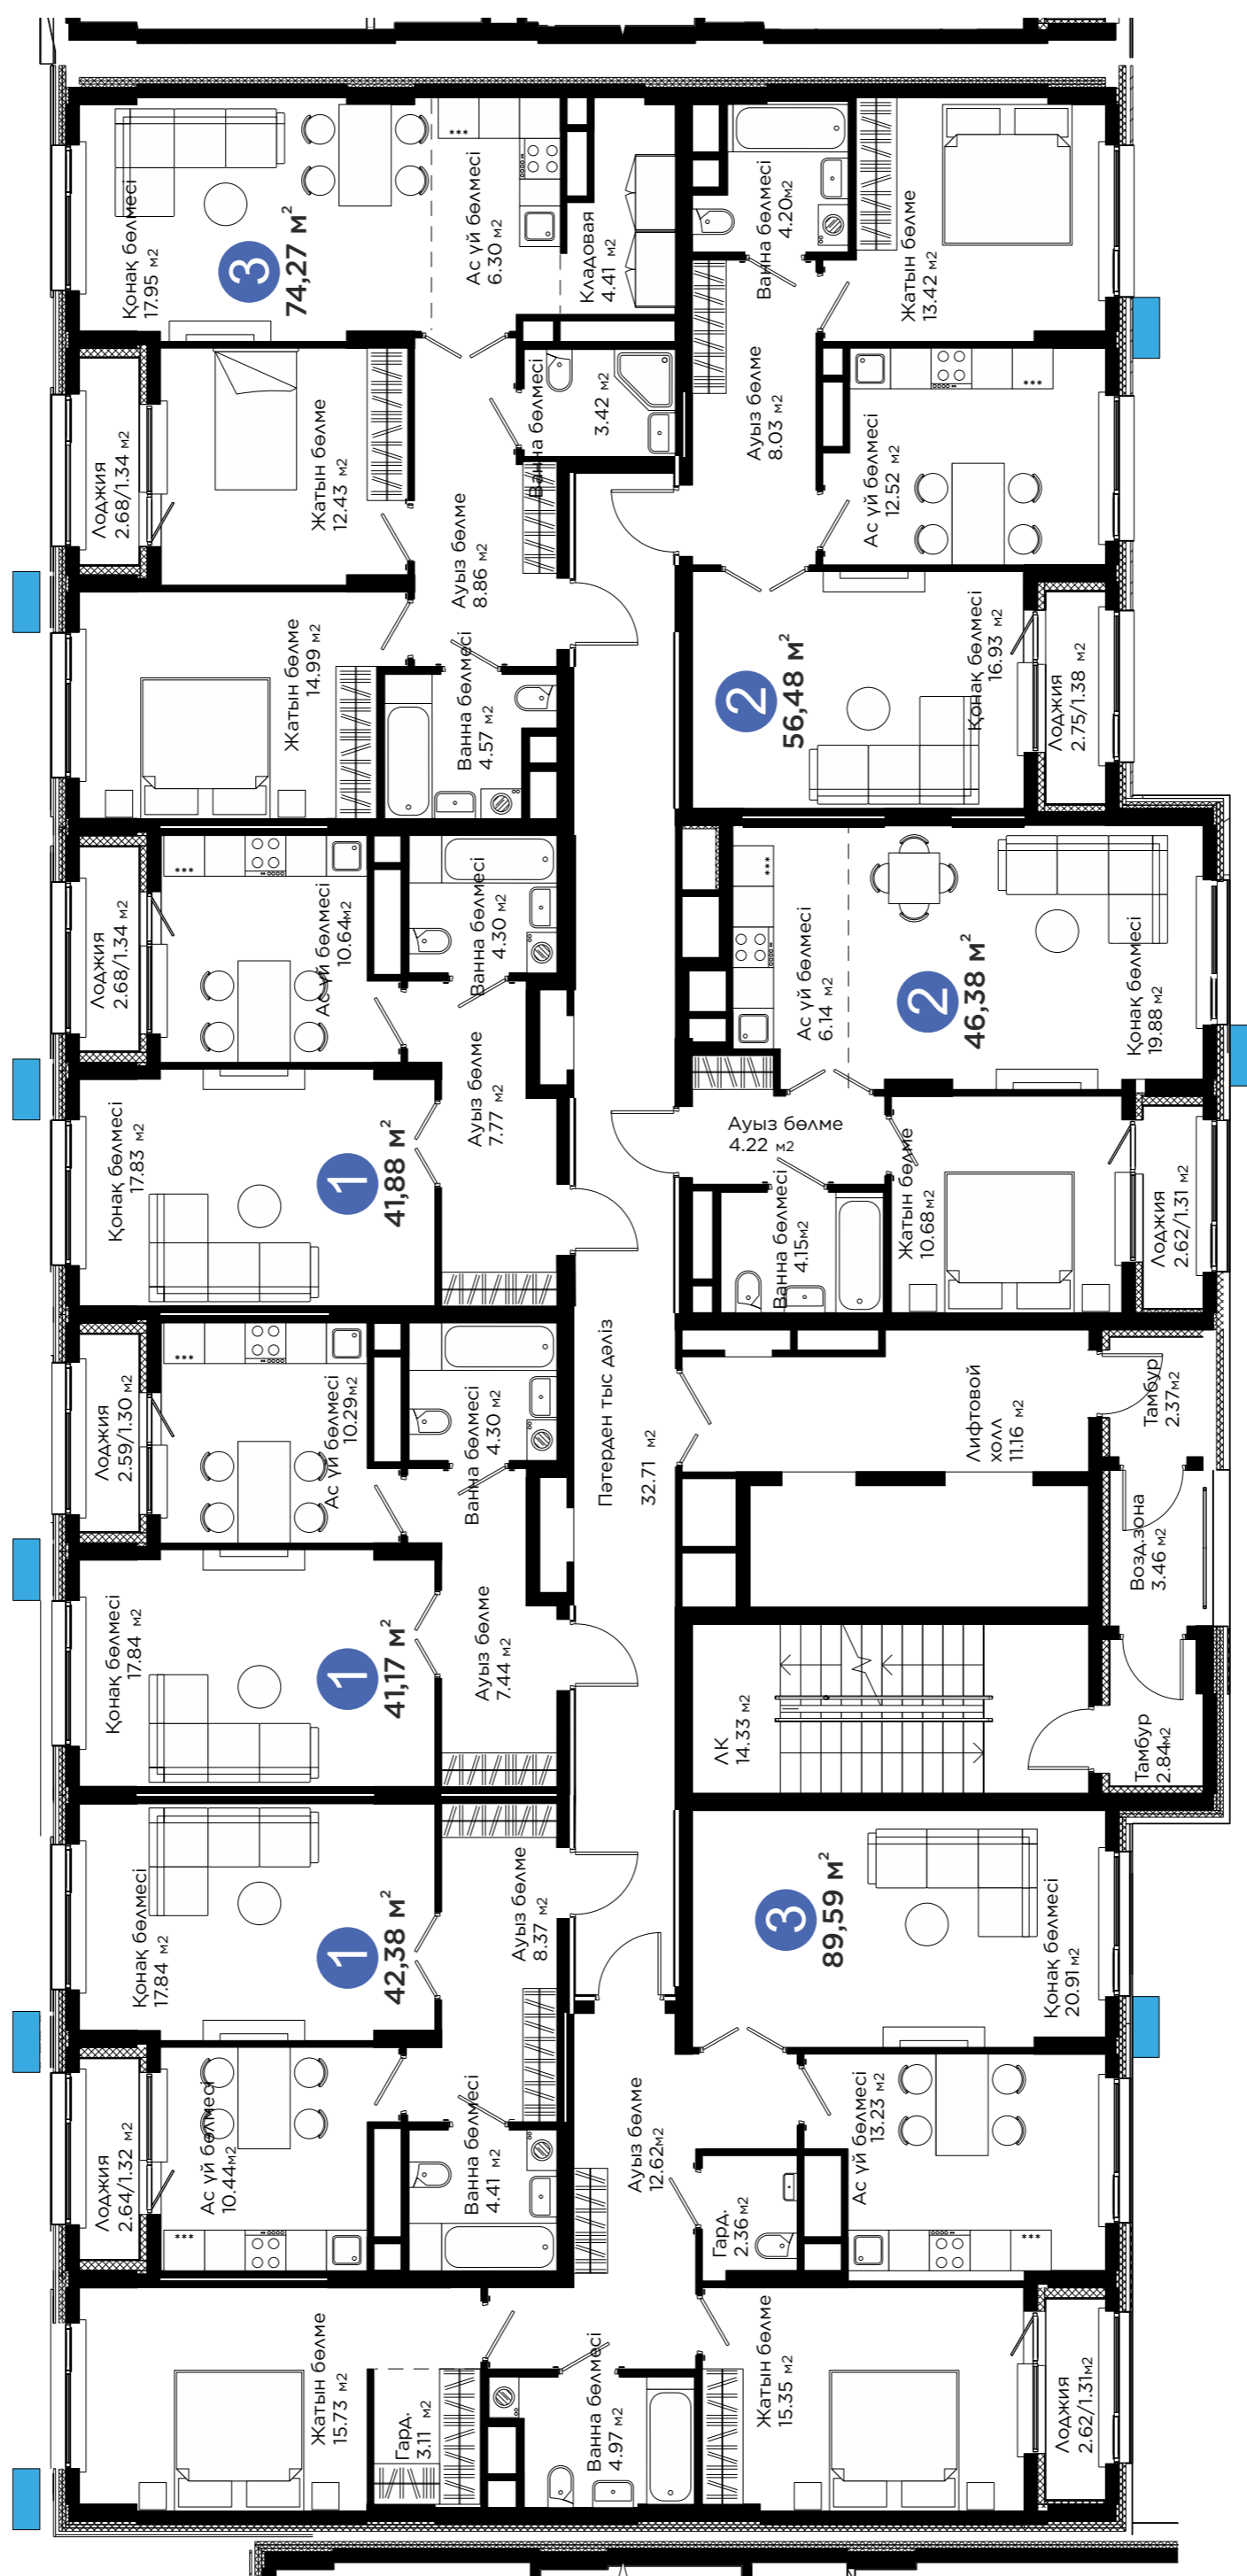 Қонақ бөлмесі
17.95 м2
3
74,27 м²
Ас үй бөлмесі
6.30 м2
Кладовая
4.41 м2
Лоджия
2.68/1.34 м2
Жатын бөлме
12.43 м2
Ванна бөлмесі
3.42 м2
Ауыз бөлме
8.86 м2
Жатын бөлме
14.99 м2
Ванна бөлмесі
4.57 м2
Ванна бөлмесі
4.20м2
Жатын бөлме
13.42 м2
Ауыз бөлме
8.03 м2
Ас үй бөлмесі
12.52 м2
2
56,48 м²
Қонақ бөлмесі
16.93 м2
Лоджия
2.75/1.38 м2
Лоджия
2.68/1.34 м2
Ас үй бөлмесі
10.64м2
Ванна бөлмесі
4.30 м2
Қонақ бөлмесі
17.83 м2
1
41,88 м²
Ауыз бөлме
7.77 м2
Ас үй бөлмесі
6.14 м2
2
46,38 м²
Қонақ бөлмесі
19.88 м2
Ауыз бөлме
4.22 м2
Ванна бөлмесі
4.15м2
Жатын бөлме
10.68м2
Лоджия
2.62/1.31 м2
Лоджия
2.59/1.30 м2
Ас үй бөлмесі
10.29м2
Ванна бөлмесі
4.30 м2
Қонақ бөлмесі
17.84 м2
1
41,17 м²
Ауыз бөлме
7.44 м2
Пәтерден тыс дәліз
32.71 м2
Лифтовой
холл
11.16 м2
Тамбур
2.37м2
Возд.зона
3.46 м2
ЛК
14.33 м2
Тамбур
2.84м2
Қонақ бөлмесі
17.84 м2
1
42,38 м²
Ауыз бөлме
8.37 м2
Лоджия
2.64/1.32 м2
Ас үй бөлмесі
10.44м2
Ванна бөлмесі
4.41 м2
3
89,59 м²
Қонақ бөлмесі
20.91 м2
Ауыз бөлме
12.62м2
Гард.
2.36 м2
Ас үй бөлмесі
13.23 м2
Жатын бөлме
15.73 м2
Гард.
3.11 м2
Ванна бөлмесі
4.97 м2
Жатын бөлме
15.35 м2
Лоджия
2.62/1.31м2